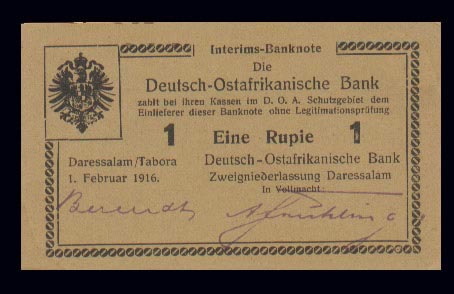 Interims-Banknote
Die
Deutsch-Ostafrikanische Bank
zahlt bei ihren Kassen im D. O. A. Schutzgebiet dem
Einlieferer dieser Banknote ohne Legitimationsprüfung
1 Eine Rupie 1
Daressalam/Tabora
1. Februar 1916.
Deutsch-Ostafrikanische Bank
Zweigniederlassung Daressalam
In Vollmacht
Berendt